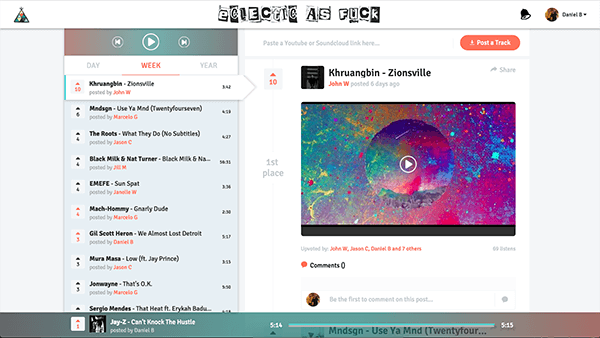 ECLECTIC AS FUCK
Daniel B
Paste a Youtube or Soundcloud link here...
Post a Track
DAY WEEK YEAR
10 Khruangbin - Zionsville 3:42
posted by John W
6 Mndsgn - Use Ya Mnd (Twentyfourseven) 4:19
posted by Marcelo G
4 The Roots - What They Do (No Subtitles) 4:27
posted by Jason C
4 Black Milk & Nat Turner - Black Milk & Na...
posted by Jill M
4 EMEFE - Sun Spat 3:36
posted by Janelle W
4 Mach-Hommy - Gnarly Dude 2:30
posted by Marcelo G
3 Gil Scott Heron - We Almost Lost Detroit 5:17
posted by Daniel B
3 Mura Masa - Low (ft. Jay Prince) 3:15
posted by Jason C
3 Jonwayne - That's O.K. 3:50
posted by Marcelo G
3 Sergio Mendes - That Heat ft. Erykah Badu...
10
1st
place
Khruangbin - Zionsville
John W posted 6 days ago
Share
Upvoted by: John W, Jason C, Daniel B and 7 others
listens
Comments ()
Be the first to comment on this post...
1 Jay-Z - Can't Knock The Hustle
posted by Daniel B
5:14 5:15
Mndsgn - Use Ya Mnd (Twentyfour...